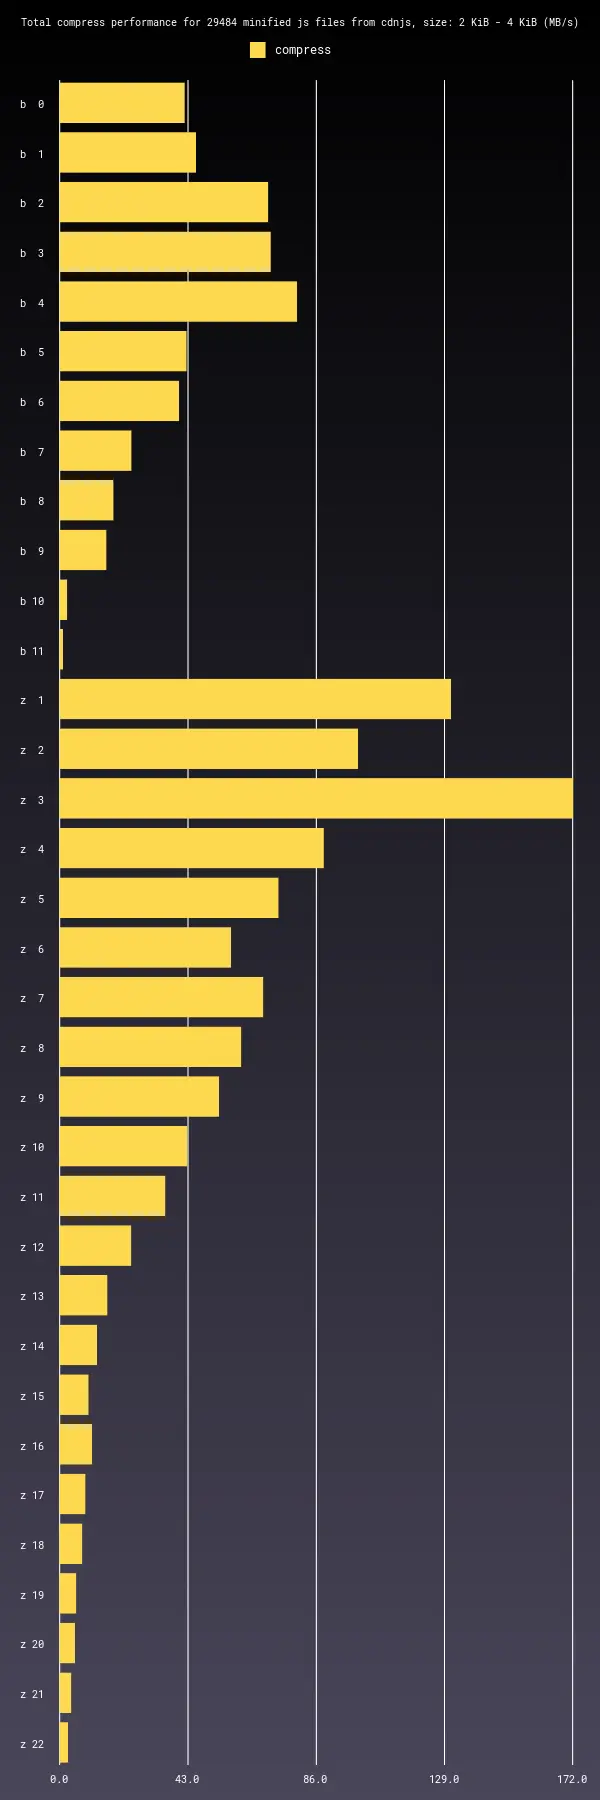 Total compress performance for 29484 minified js files from cdnjs, size: 2 KiB - 4 KiB (MB/s)
compress
b 0
b 1
b 2
b 3
b 4
b 5
b 6
b 7
b 8
b 9
b 10
b 11
z 1
z 2
z 3
z 4
z 5
z 6
z 7
z 8
z 9
z 10
z 11
z 12
z 13
z 14
z 15
z 16
z 17
z 18
z 19
z 20
z 21
z 22
0.0 43.0 86.0 129.0 172.0